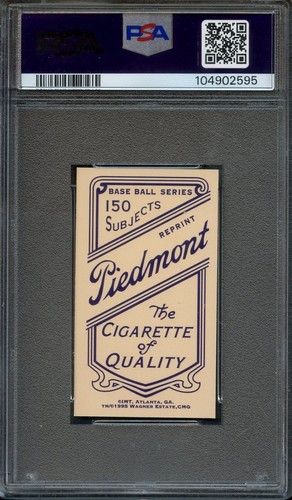 PSA
PSA
104902595
BASE BALL SERIES
150
SUBJECTS
REPRINT
Piedmont
The
CIGARETTE
of
QUALITY
©IMT, ATLANTA, GA.
TM/©1995 WAGNER ESTATE, CMG